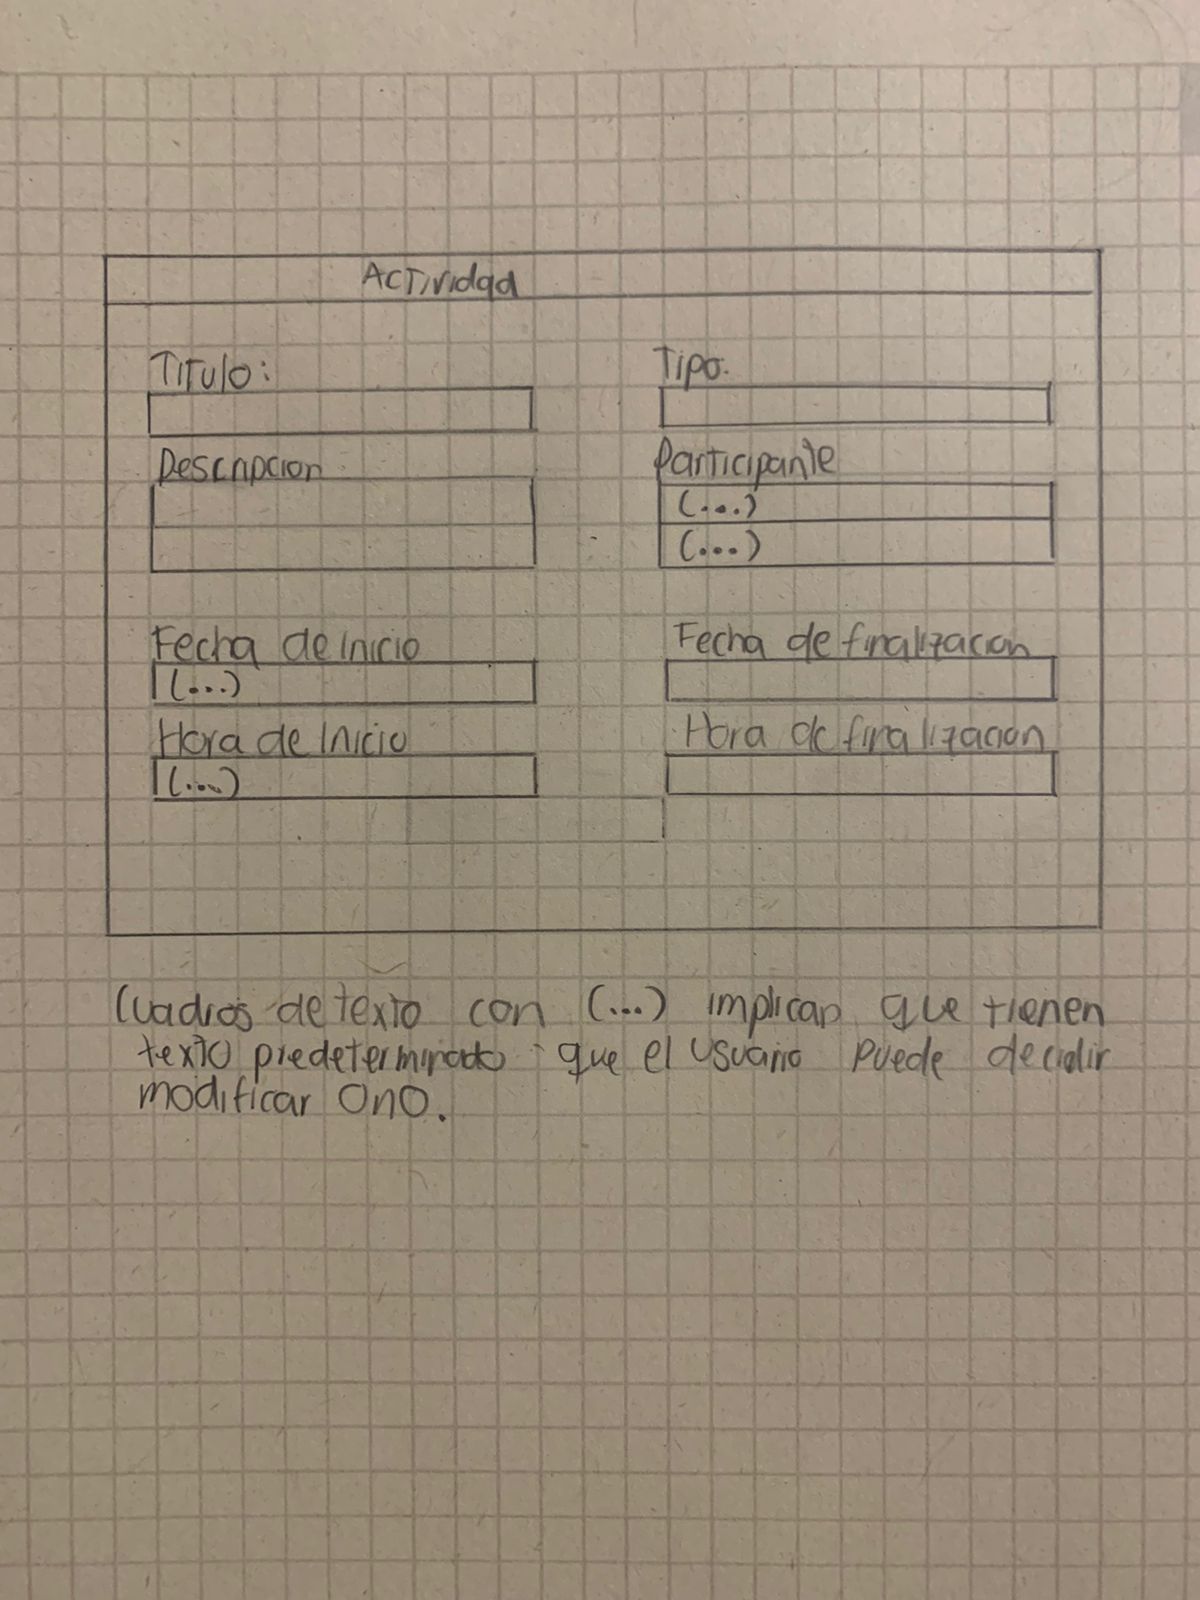 Actividad
Titulo:
Tipo.
Descripcion
Participante
(...)
(...)
Fecha de inicio
Fecha de finalizacion
(...)
Hora de inicio
Hora de finalizacion
(...)
Cuadros de texto con (...) implican que tienen
texto predeterminado que el usuario puede decidir
modificar o no.